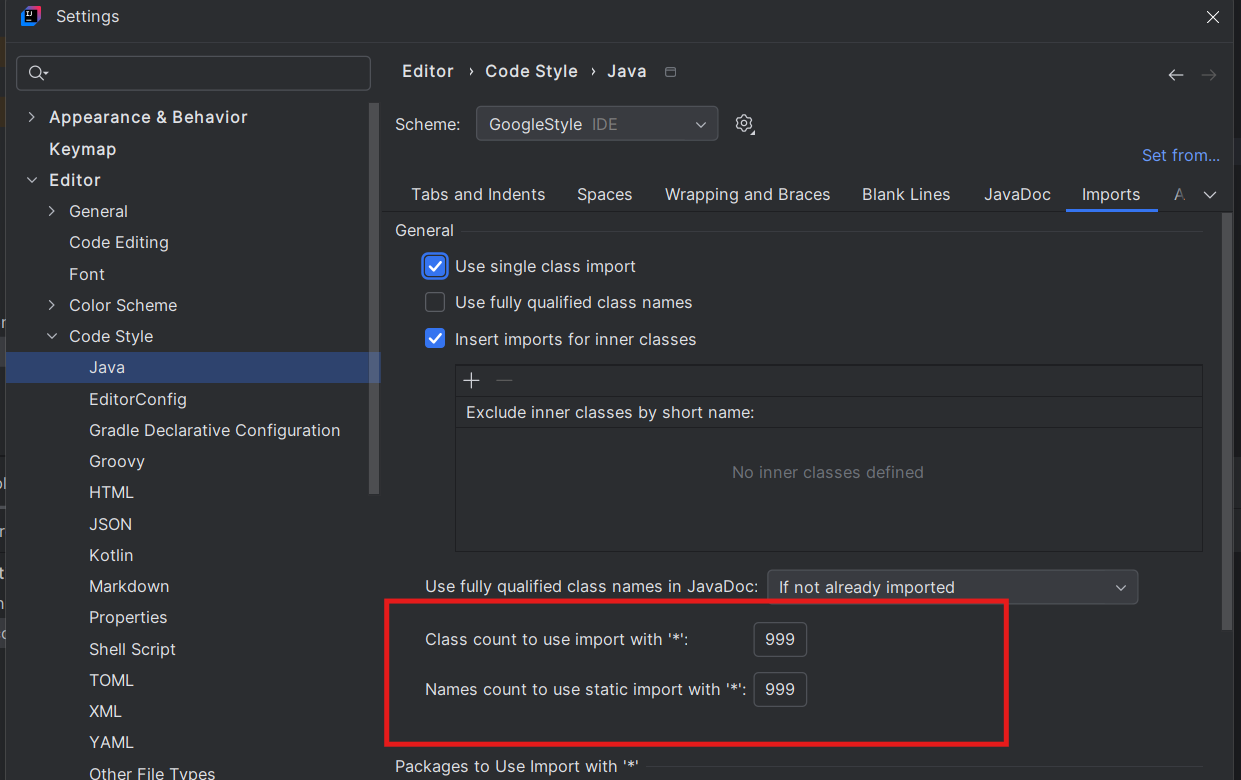 Settings
Appearance & Behavior
Keymap
Editor
General
Code Editing
Font
Color Scheme
Code Style
Java
EditorConfig
Gradle Declarative Configuration
Groovy
HTML
JSON
Kotlin
Markdown
Properties
Shell Script
TOML
XML
YAML
Other File Types
Editor › Code Style › Java
Scheme: GoogleStyle IDE
Set from...
Tabs and Indents Spaces Wrapping and Braces Blank Lines JavaDoc Imports
General
Use single class import
Use fully qualified class names
Insert imports for inner classes
Exclude inner classes by short name:
No inner classes defined
Use fully qualified class names in JavaDoc: If not already imported
Class count to use import with '*': 999
Names count to use static import with '*': 999
Packages to Use Import with '*'